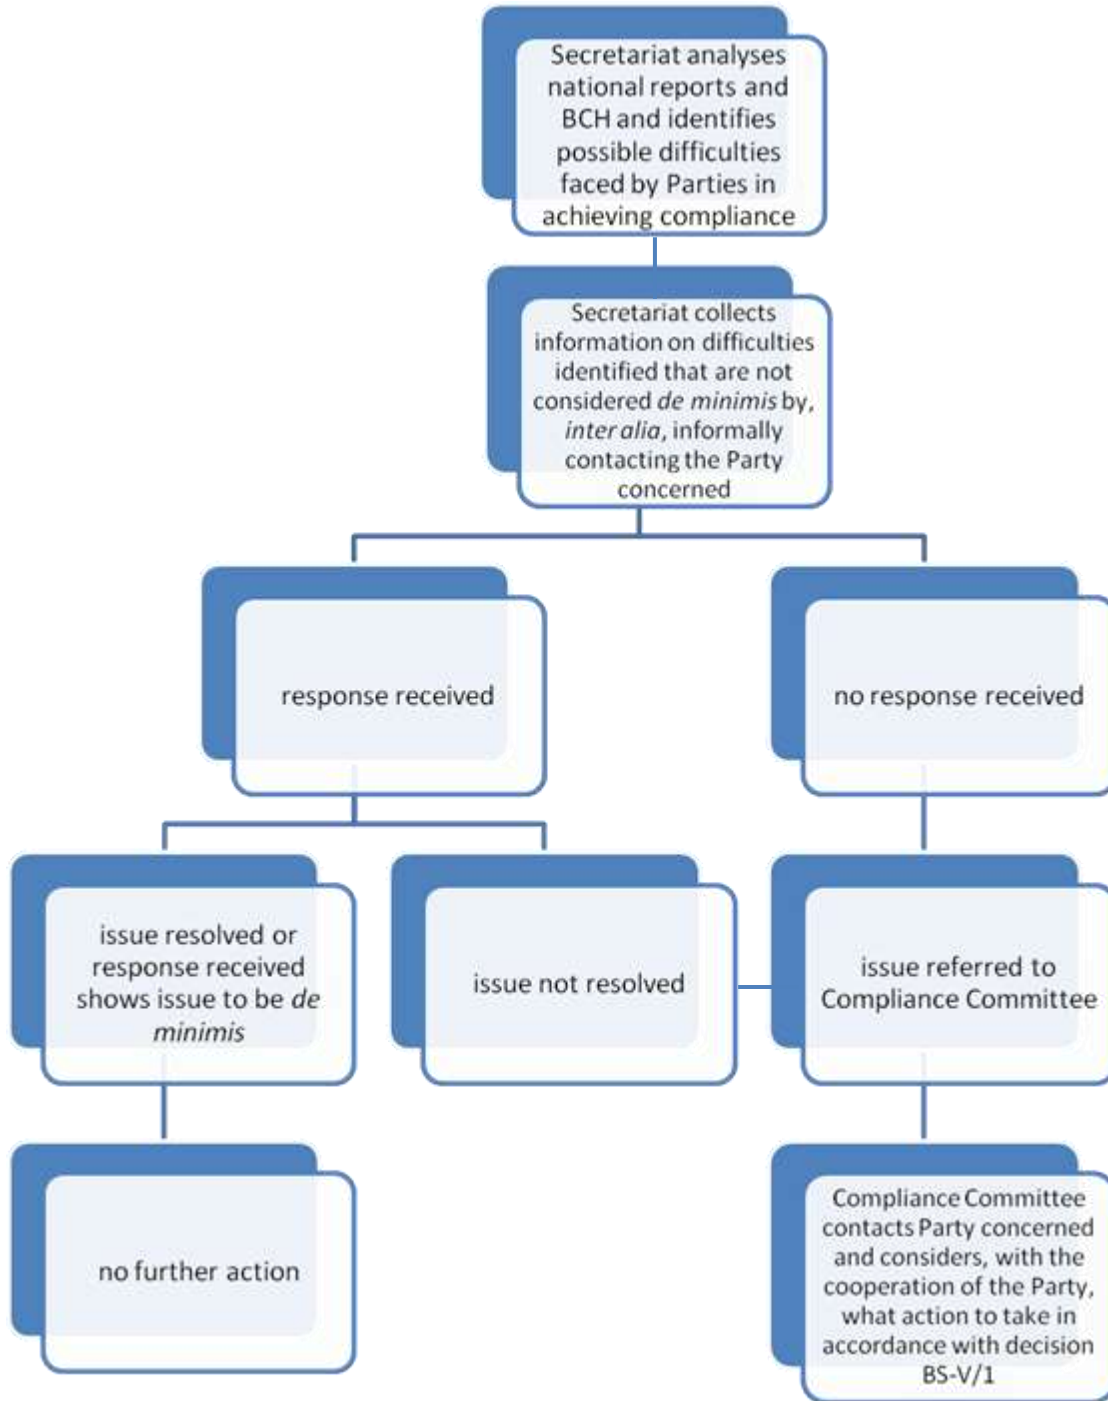 Secretariat analyses
national reports and
BCH and identifies
possible difficulties
faced by Parties in
achieving compliance
Secretariat collects
information on difficulties
identified that are not
considered de minimis by,
inter alia, informally
contacting the Party
concerned
response received
no response received
issue resolved or
response received
shows issue to be de
minimis
issue not resolved
issue referred to
Compliance Committee
no further action
Compliance Committee
contacts Party concerned
and considers, with the
cooperation of the Party,
what action to take in
accordance with decision
BS-V/1